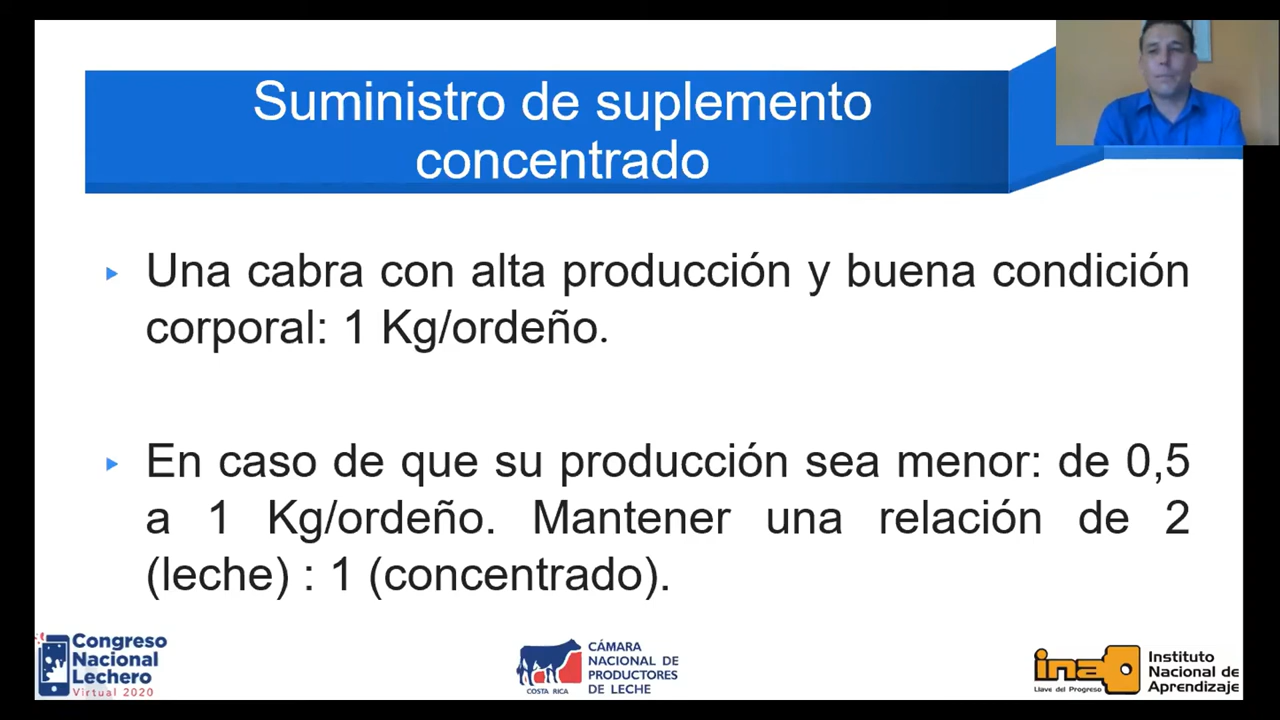 Suministro de suplemento
concentrado
Una cabra con alta producción y buena condición
corporal: 1 Kg/ordeño.
En caso de que su producción sea menor: de 0,5
a 1 Kg/ordeño. Mantener una relación de 2
(leche) : 1 (concentrado).
Congreso
Nacional
Lechero
Virtual 2020
CÁMARA
NACIONAL DE
PRODUCTORES
DE LECHE
COSTA RICA
ina
Llave del Progreso
Instituto
Nacional de
Aprendizaje